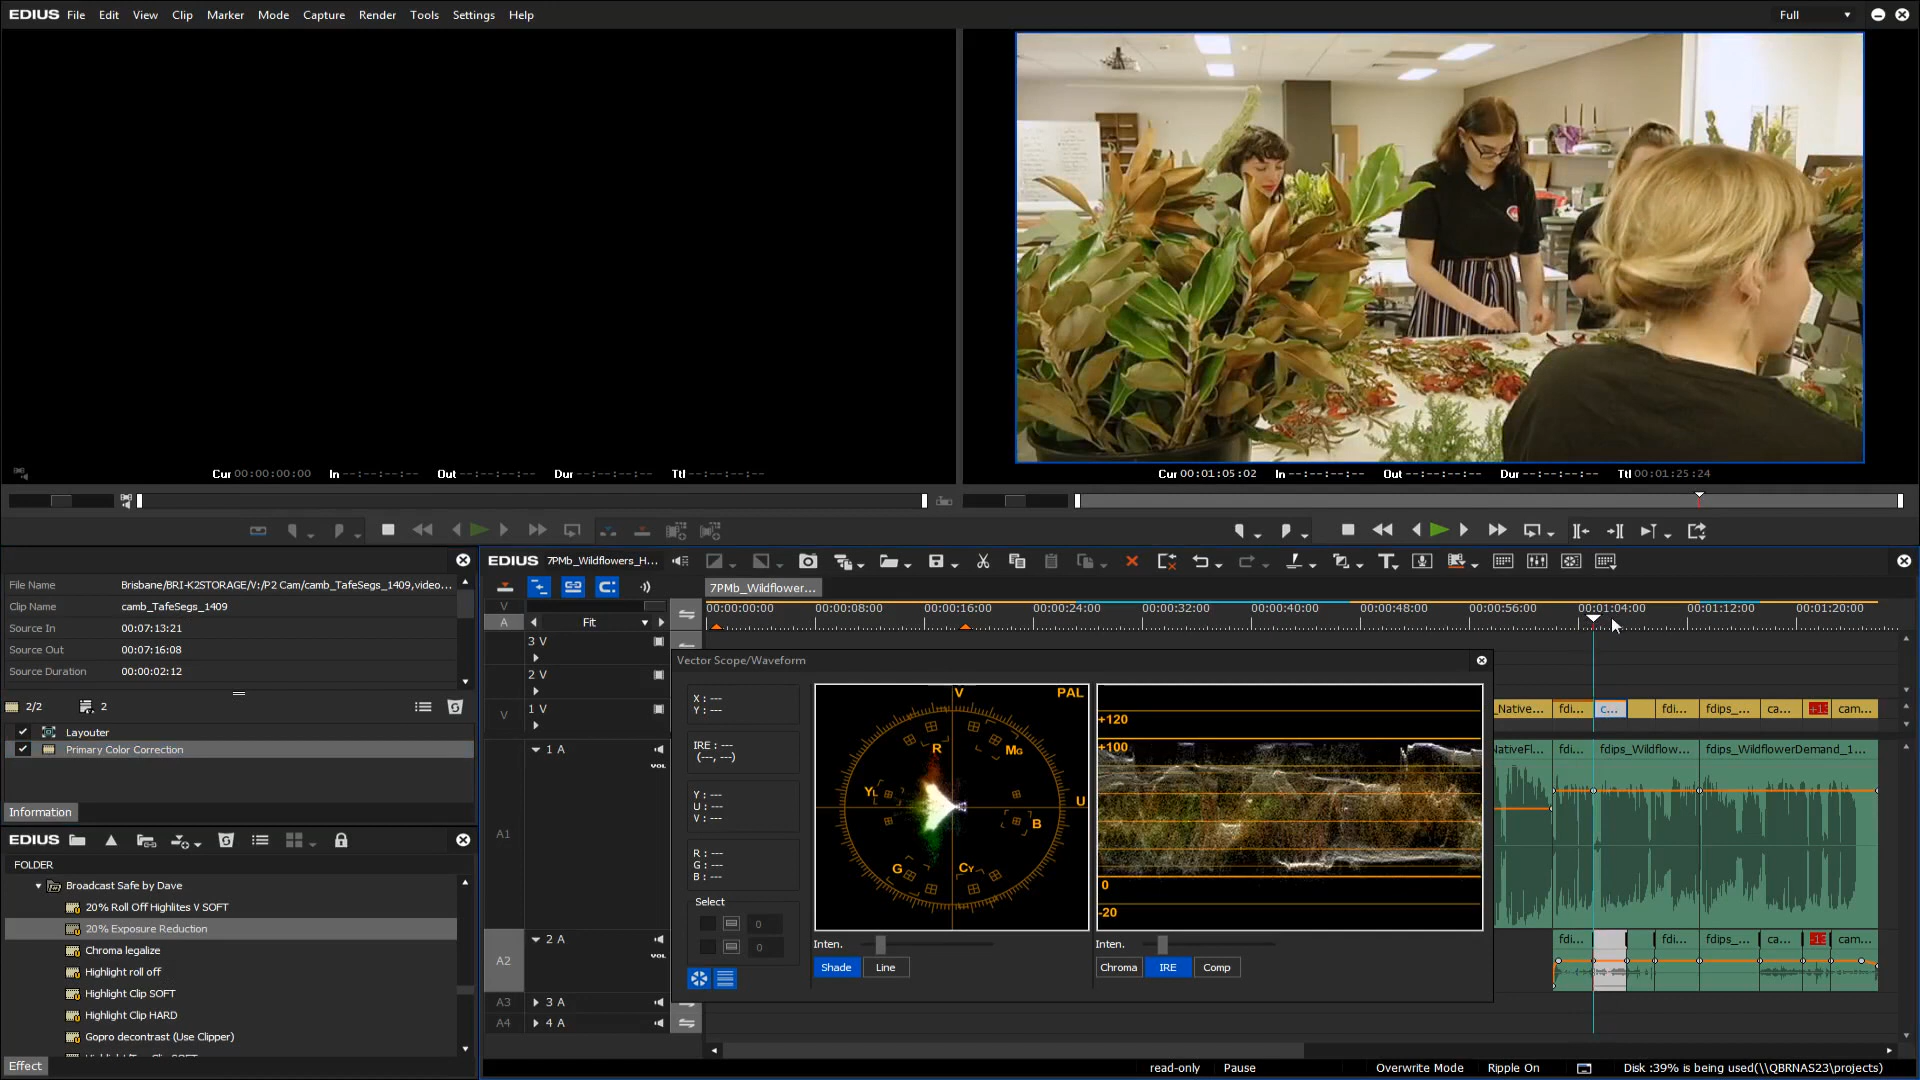 EDIUS File Edit View Clip Marker Mode Capture Render Tools Settings Help Full
Cur 00:00:00:00 In --:--:--:-- Out --:--:--:-- Dur --:--:--:-- Ttl --:--:--:--
Cur 00:01:05:02 In --:--:--:-- Out --:--:--:-- Dur --:--:--:-- Ttl 00:01:25:24
File Name Brisbane/BRI-K2STORAGE/V:/P2 Cam/camb_TafeSegs_1409,video...
Clip Name camb_TafeSegs_1409
Source In 00:07:13:21
Source Out 00:07:16:08
Source Duration 00:00:02:12
2/2 2
Layouter
Primary Color Correction
Information
EDIUS
FOLDER
Broadcast Safe by Dave
20% Roll Off Highlites V SOFT
20% Exposure Reduction
Chroma legalize
Highlight roll off
Highlight Clip SOFT
Highlight Clip HARD
Gopro decontrast (Use Clipper)
Effect
EDIUS 7PMb_Wildflowers_H...
7PMb_Wildflower...
V
A Fit
00:00:00:00 00:00:08:00 00:00:16:00 00:00:24:00 00:00:32:00 00:00:40:00 00:00:48:00 00:00:56:00 00:01:04:00 00:01:12:00 00:01:20:00
3 V
2 V
V 1 V
_Native... fdi... c... fdi... fdips_... ca... cam...
A1 1 A VOL
NativeFl... fdi... fdips_Wildflow... fdips_WildflowerDemand_1...
A2 2 A VOL
fdi... fdi... fdips_... ca... cam...
A3 3 A
A4 4 A
Vector Scope/Waveform
X : ---
Y : ---
IRE : ---
(---, ---)
Y : ---
U : ---
V : ---
R : ---
G : ---
B : ---
Select
0
0
V PAL
R MG
YL U
B
G CY
Inten.
Shade Line
+120
+100
0
-20
Inten.
Chroma IRE Comp
read-only Pause Overwrite Mode Ripple On Disk :39% is being used(\\QBRNAS23\projects)